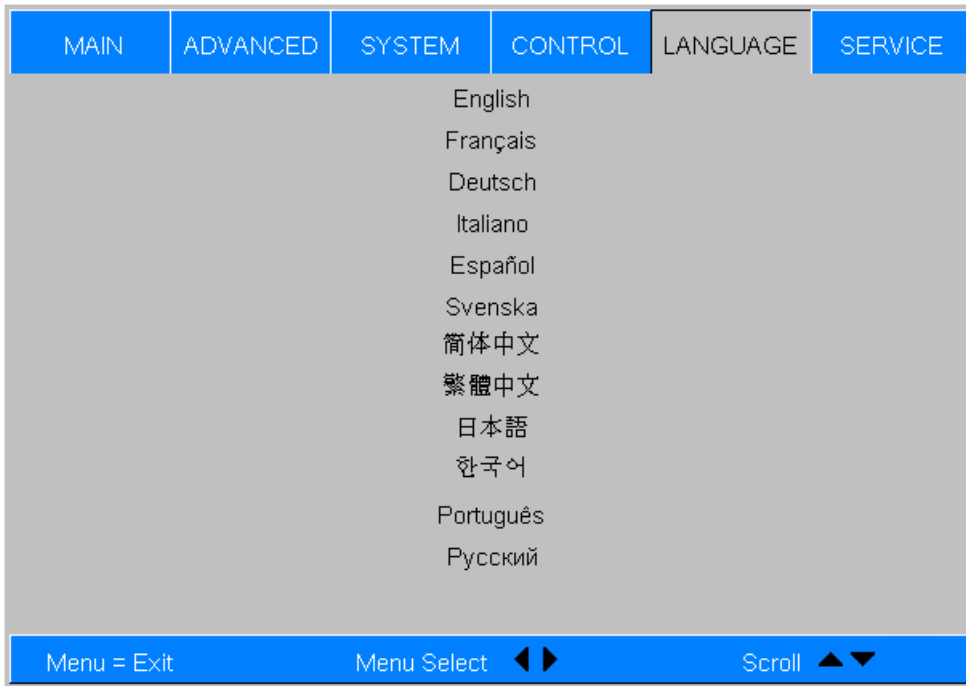 MAIN ADVANCED SYSTEM CONTROL LANGUAGE SERVICE
English
Français
Deutsch
Italiano
Español
Svenska
简体中文
繁體中文
日本語
한국어
Português
Русский
Menu = Exit Menu Select ◀ ▶ Scroll ▲▼